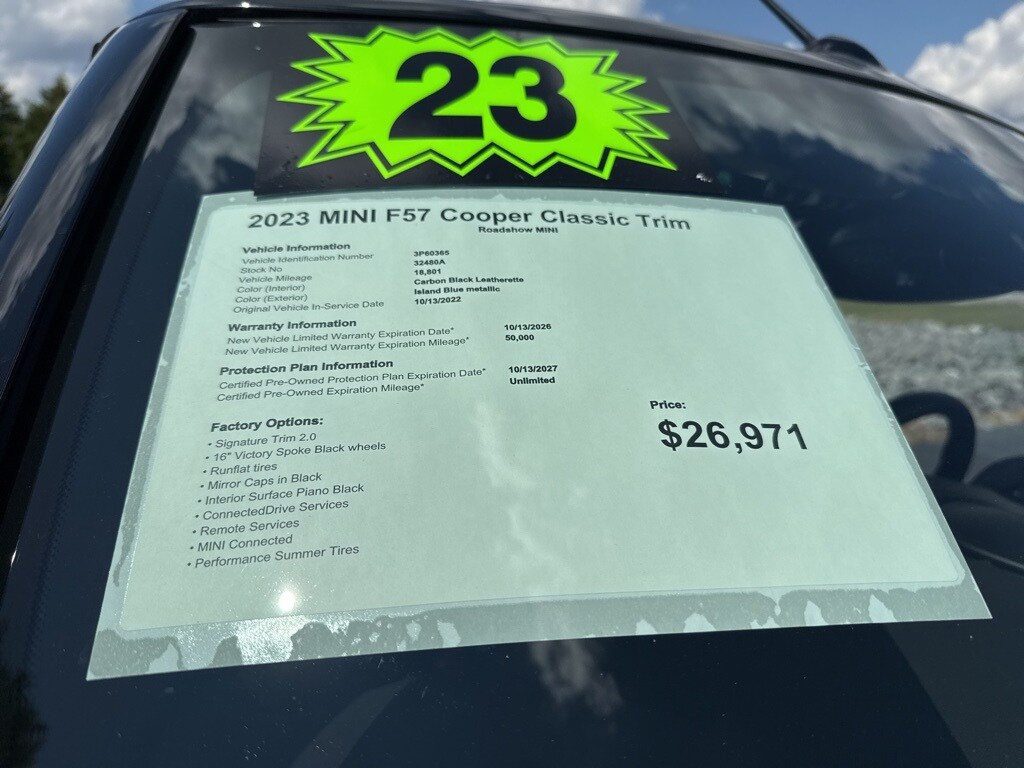 23
2023 MINI F57 Cooper Classic Trim
Roadshow MINI
Vehicle Information
Vehicle Identification Number 3P60365
Stock No 32480A
Vehicle Mileage 18,801
Color (Interior) Carbon Black Leatherette
Color (Exterior) Island Blue metallic
Original Vehicle In-Service Date 10/13/2022
Warranty Information
New Vehicle Limited Warranty Expiration Date* 10/13/2026
New Vehicle Limited Warranty Expiration Mileage* 50,000
Protection Plan Information
Certified Pre-Owned Protection Plan Expiration Date* 10/13/2027
Certified Pre-Owned Expiration Mileage* Unlimited
Factory Options:
• Signature Trim 2.0
• 16" Victory Spoke Black wheels
• Runflat tires
• Mirror Caps in Black
• Interior Surface Piano Black
• ConnectedDrive Services
• Remote Services
• MINI Connected
• Performance Summer Tires
Price:
$26,971